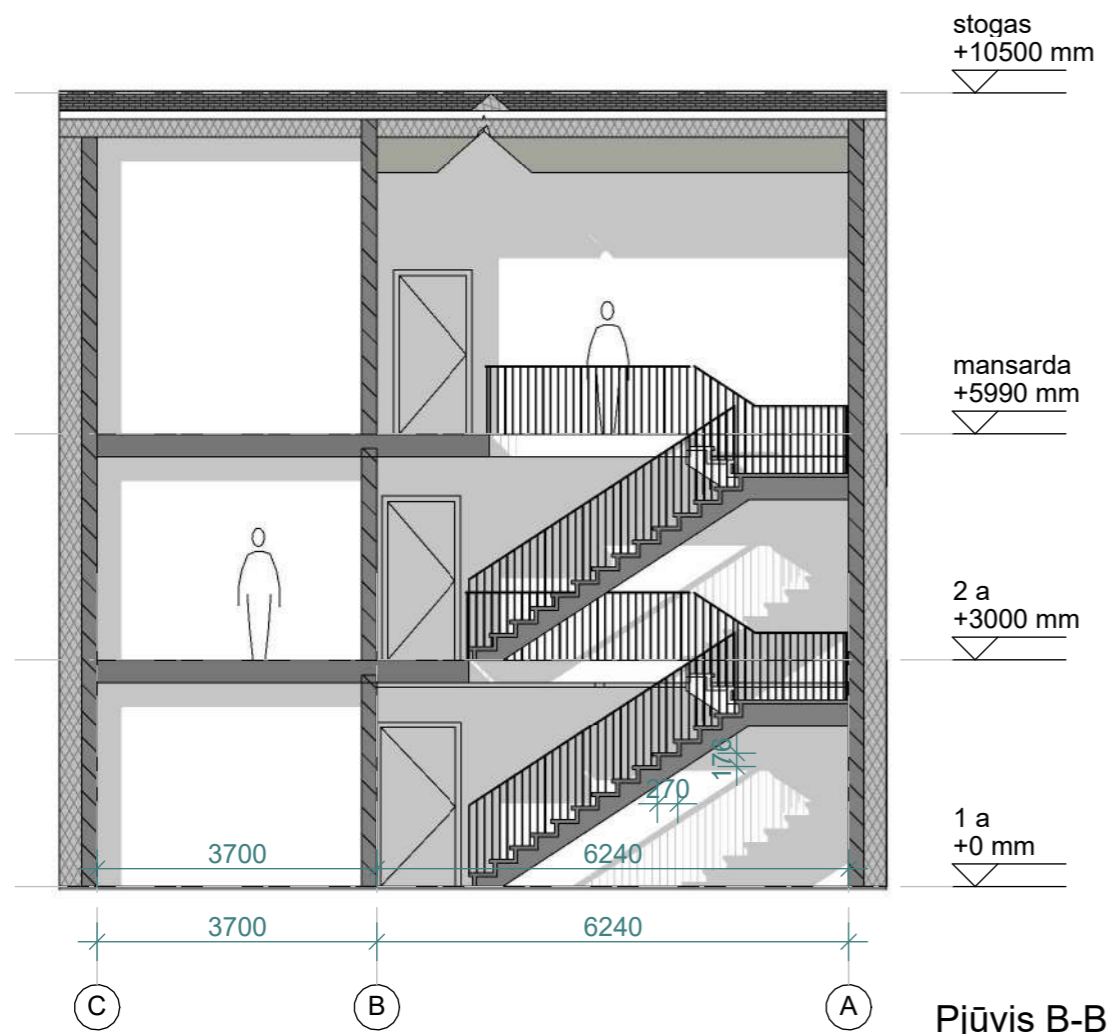 stogas
+10500 mm
mansarda
+5990 mm
2 a
+3000 mm
176
270
1 a
+0 mm
3700 6240
3700 6240
C B A
Pjūvis B-B